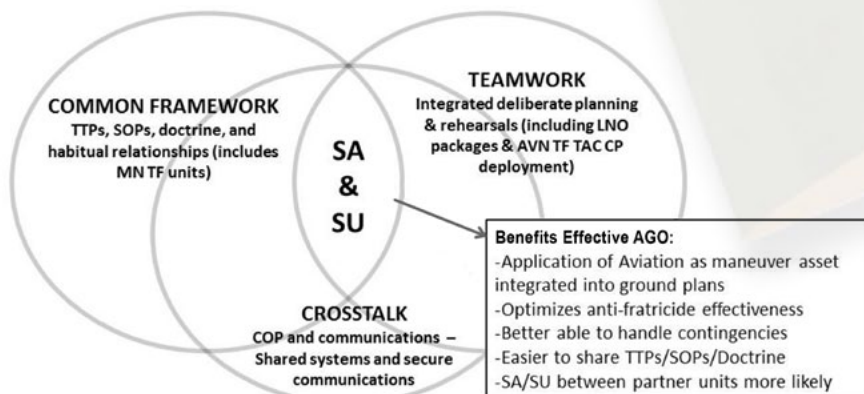 COMMON FRAMEWORK
TTPs, SOPs, doctrine, and
habitual relationships (includes
MN TF units)
TEAMWORK
Integrated deliberate planning
& rehearsals (including LNO
packages & AVN TF TAC CP
deployment)
SA
&
SU
CROSSTALK
COP and communications –
Shared systems and secure
communications
Benefits Effective AGO:
-Application of Aviation as maneuver asset
integrated into ground plans
-Optimizes anti-fratricide effectiveness
-Better able to handle contingencies
-Easier to share TTPs/SOPs/Doctrine
-SA/SU between partner units more likely